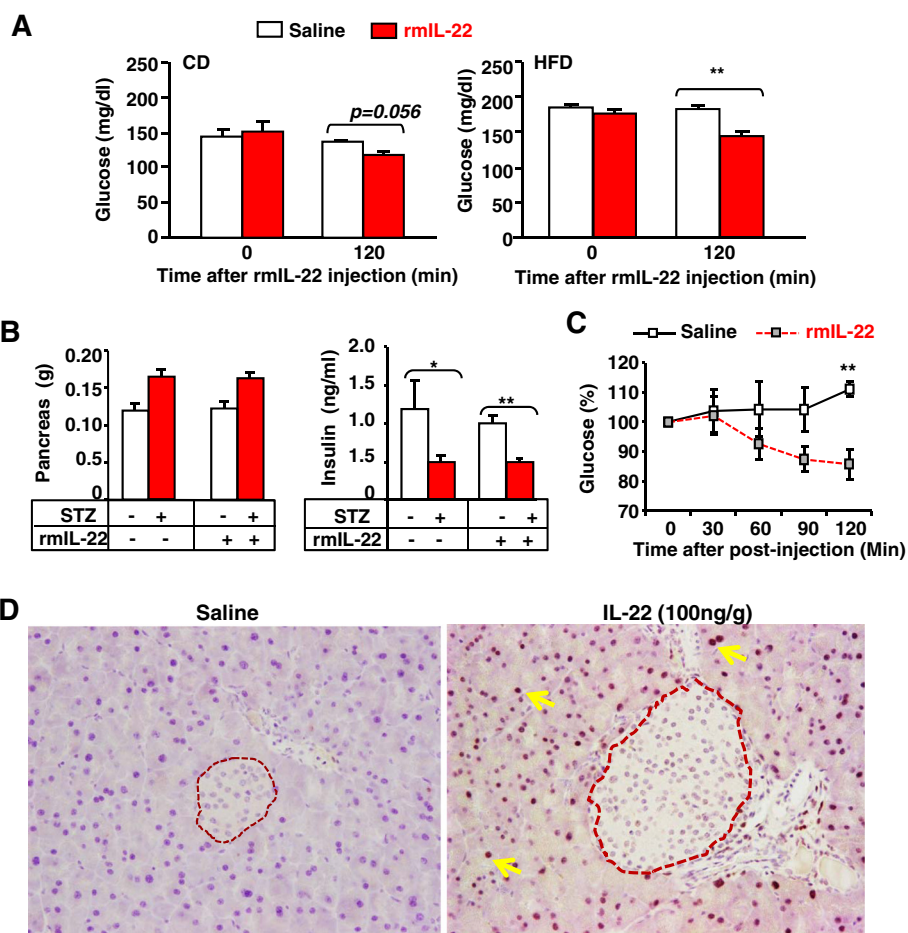 A
Saline rmIL-22
CD
Glucose (mg/dl)
250
200
150
100
50
0
p=0.056
0 120
Time after rmIL-22 injection (min)
HFD
Glucose (mg/dl)
250
200
150
100
50
0
**
0 120
Time after rmIL-22 injection (min)
B
Pancreas (g)
0.20
0.15
0.10
0.5
0
STZ - + - +
rmIL-22 - - + +
Insulin (ng/ml)
2.0
1.5
1.0
1.5
0
*
**
STZ - + - +
rmIL-22 - - + +
C
Saline rmIL-22
Glucose (%)
120
110
100
90
80
70
**
0 30 60 90 120
Time after post-injection (Min)
D
Saline
IL-22 (100ng/g)